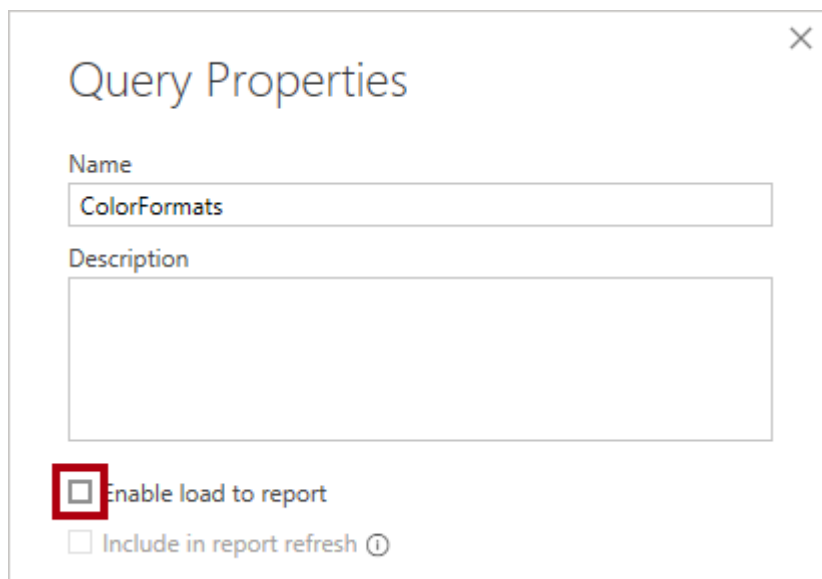 Query Properties
Name
ColorFormats
Description
Enable load to report
Include in report refresh